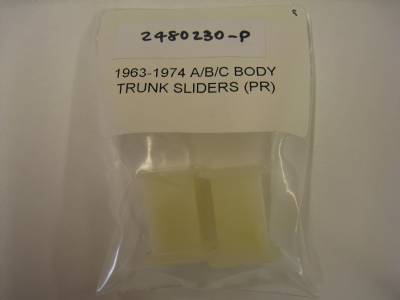 2480230-P
1963-1974 A/B/C BODY
TRUNK SLIDERS (PR)